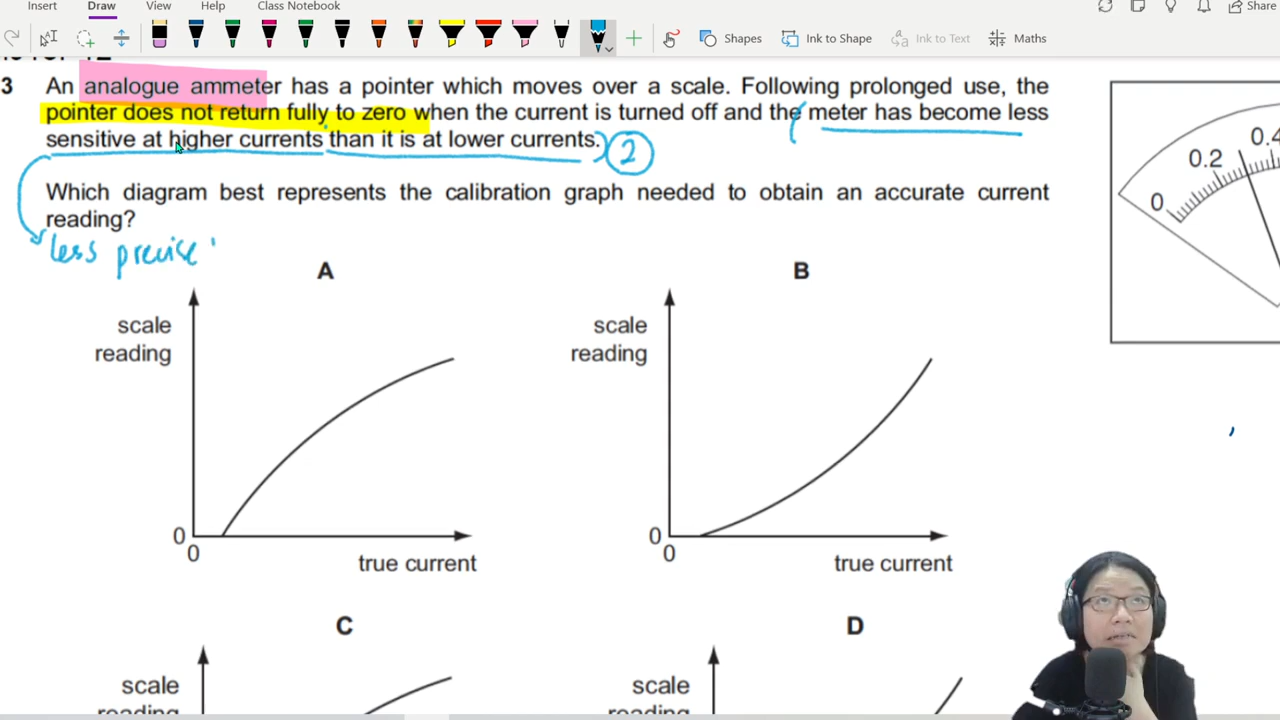 Insert Draw View Help Class Notebook Share
Shapes Ink to Shape Ink to Text Maths
3 An analogue ammeter has a pointer which moves over a scale. Following prolonged use, the
pointer does not return fully to zero when the current is turned off and the meter has become less
sensitive at higher currents than it is at lower currents. 2
Which diagram best represents the calibration graph needed to obtain an accurate current
reading?
less precise
A
B
scale
reading
0
0
true current
scale
reading
0
0
true current
0
0.2
0.4
C
D
scale
reading
scale
reading